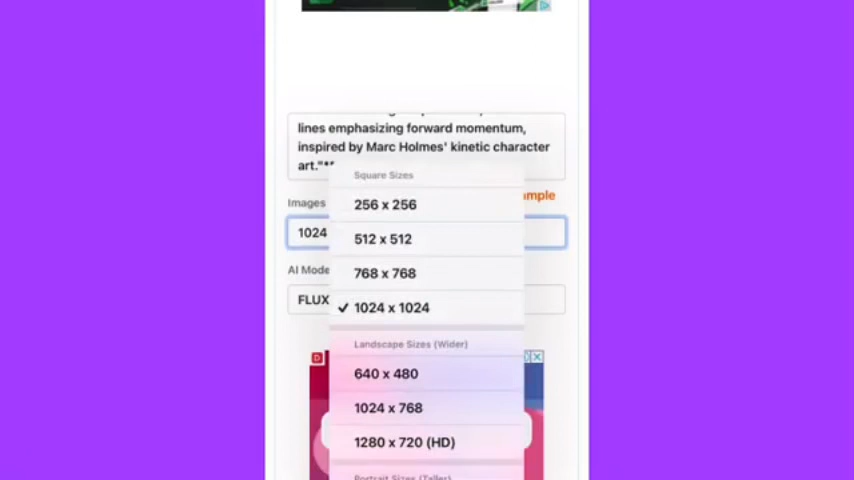 lines emphasizing forward momentum,
inspired by Marc Holmes' kinetic character
art."**
Square Sizes
Images
mple
256 x 256
1024
512 x 512
AI Mode
768 x 768
FLUX
✓ 1024 x 1024
Landscape Sizes (Wider)
D
640 x 480
1024 x 768
1280 x 720 (HD)
Portrait Sizes (Taller)